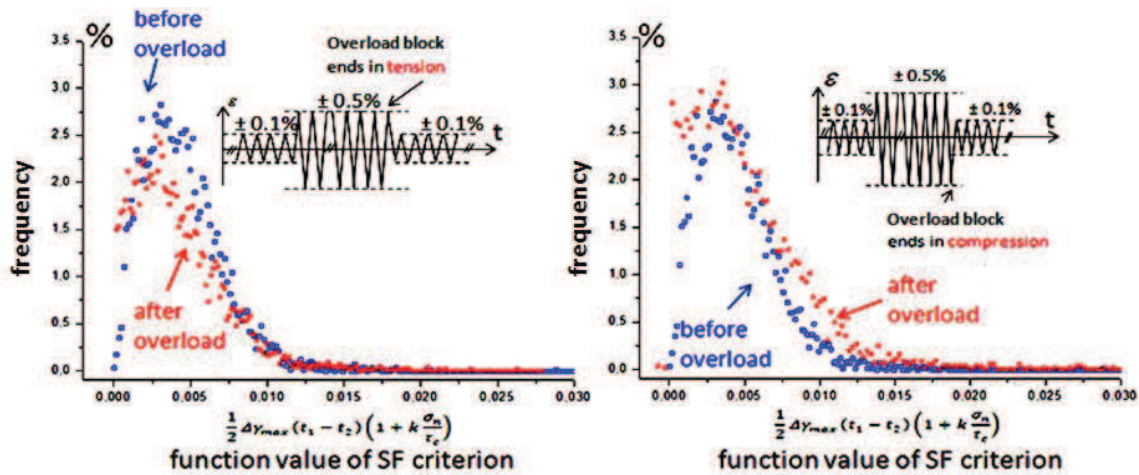 before
overload
%
3.5
3.0
2.5
2.0
1.5
1.0
0.5
0.0
frequency
Overload block
ends in tension
ε
± 0.1%
± 0.5%
± 0.1%
t
after
overload
0.000 0.005 0.010 0.015 0.020 0.025 0.030
1/2 Δγmax(t1 − t2)(1 + k σn/τc)
function value of SF criterion
%
3.5
3.0
2.5
2.0
1.5
1.0
0.5
0.0
frequency
ε
± 0.1%
± 0.5%
± 0.1%
t
Overload block
ends in compression
before
overload
after
overload
0.000 0.005 0.010 0.015 0.020 0.025 0.030
1/2 Δγmax(t1 − t2)(1 + k σn/τc)
function value of SF criterion